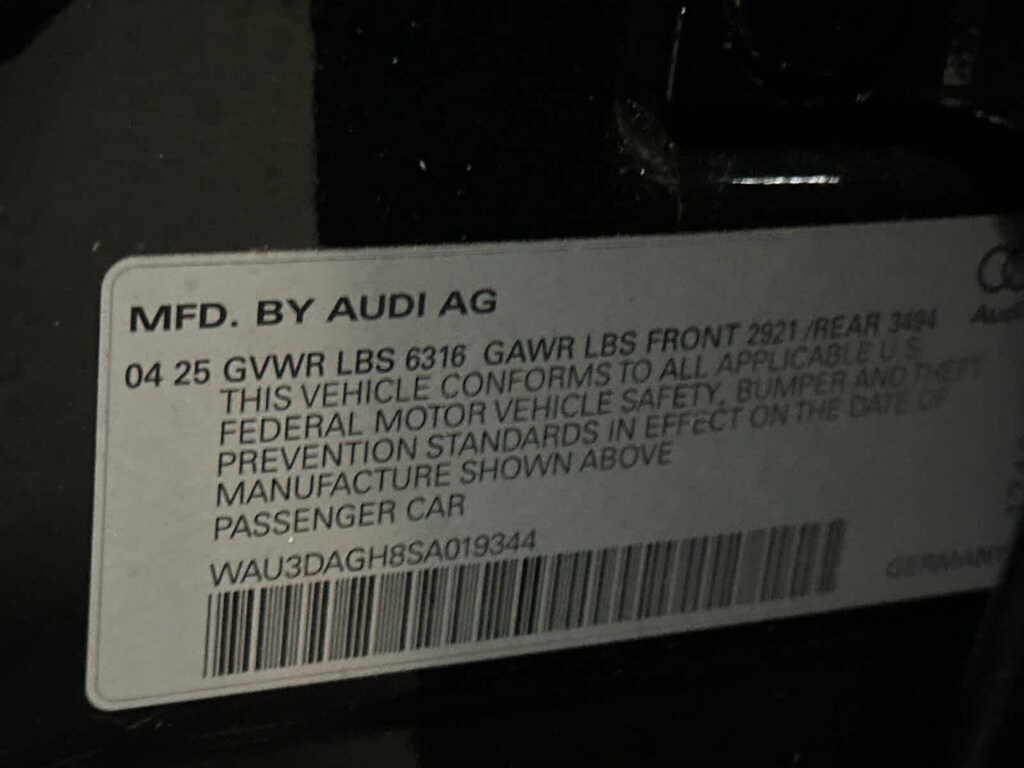 MFD. BY AUDI AG
04 25 GVWR LBS 6316 GAWR LBS FRONT 2921 /REAR 3494
THIS VEHICLE CONFORMS TO ALL APPLICABLE U S
FEDERAL MOTOR VEHICLE SAFETY, BUMPER AND THEFT
PREVENTION STANDARDS IN EFFECT ON THE DATE OF
MANUFACTURE SHOWN ABOVE
PASSENGER CAR
WAU3DAGH8SA019344
Audi
GERMANY